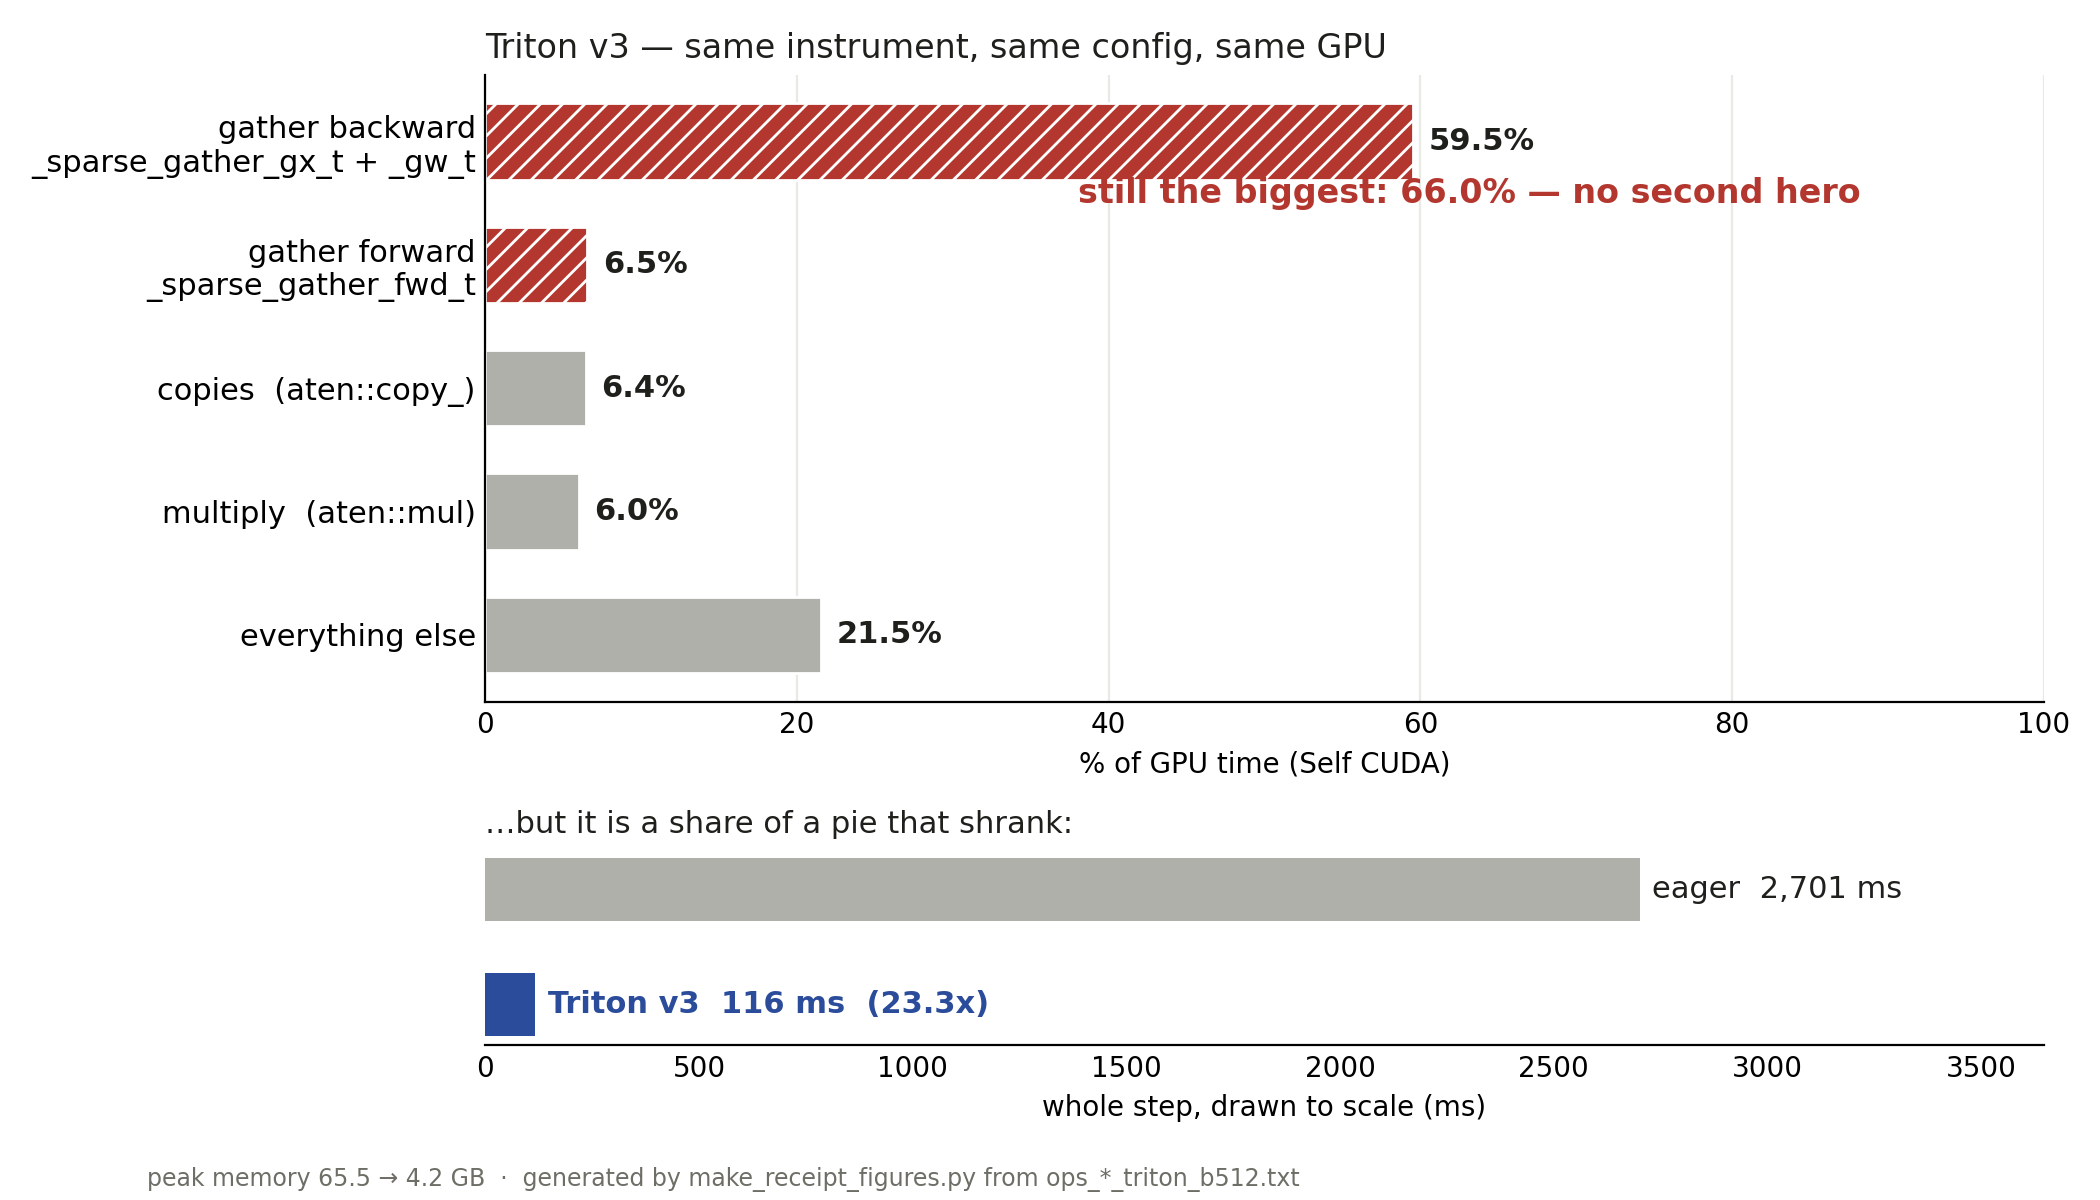 Triton v3 — same instrument, same config, same GPU
gather backward
_sparse_gather_gx_t + _gw_t
59.5%
still the biggest: 66.0% — no second hero
gather forward
_sparse_gather_fwd_t
6.5%
copies  (aten::copy_)
6.4%
multiply  (aten::mul)
6.0%
everything else
21.5%
0 20 40 60 80 100
% of GPU time (Self CUDA)
...but it is a share of a pie that shrank:
eager  2,701 ms
Triton v3  116 ms  (23.3x)
0 500 1000 1500 2000 2500 3000 3500
whole step, drawn to scale (ms)
peak memory 65.5 → 4.2 GB  ·  generated by make_receipt_figures.py from ops_*_triton_b512.txt